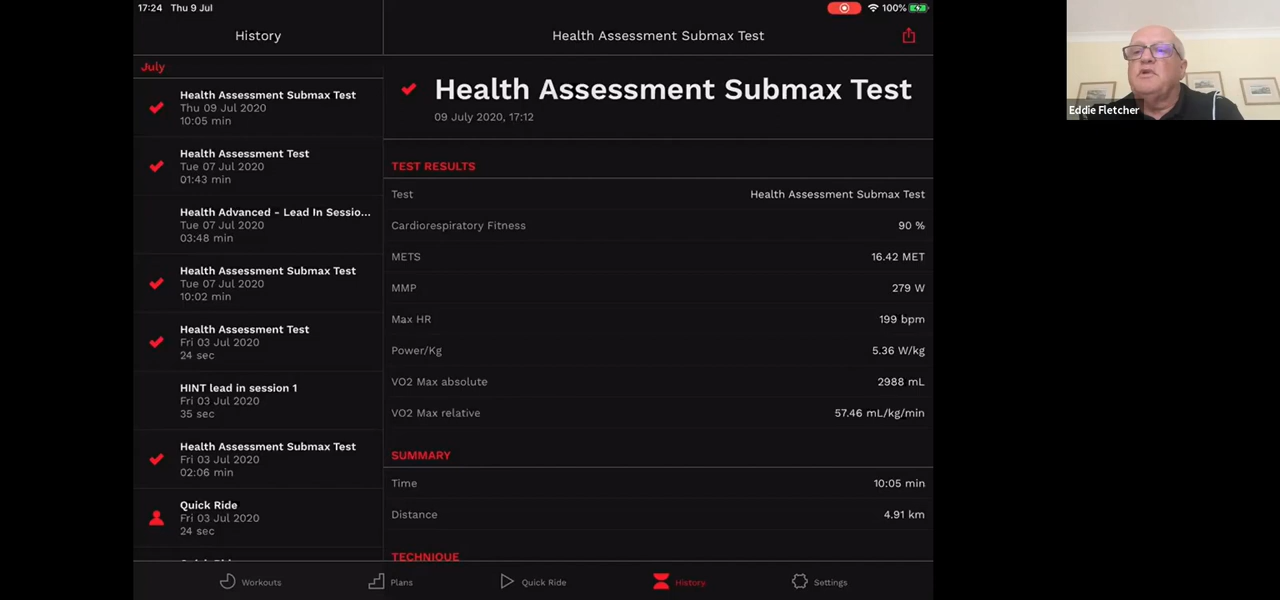 17:24 Thu 9 Jul
100%
History
Health Assessment Submax Test
July
Health Assessment Submax Test
Thu 09 Jul 2020
10:05 min
Health Assessment Test
Tue 07 Jul 2020
01:43 min
Health Advanced - Lead In Sessio...
Tue 07 Jul 2020
03:48 min
Health Assessment Submax Test
Tue 07 Jul 2020
10:02 min
Health Assessment Test
Fri 03 Jul 2020
24 sec
HINT lead in session 1
Fri 03 Jul 2020
35 sec
Health Assessment Submax Test
Fri 03 Jul 2020
02:06 min
Quick Ride
Fri 03 Jul 2020
24 sec
Health Assessment Submax Test
09 July 2020, 17:12
TEST RESULTS
Test Health Assessment Submax Test
Cardiorespiratory Fitness 90 %
METS 16.42 MET
MMP 279 W
Max HR 199 bpm
Power/Kg 5.36 W/kg
VO2 Max absolute 2988 mL
VO2 Max relative 57.46 mL/kg/min
SUMMARY
Time 10:05 min
Distance 4.91 km
TECHNIQUE
Workouts Plans Quick Ride History Settings
Eddie Fletcher